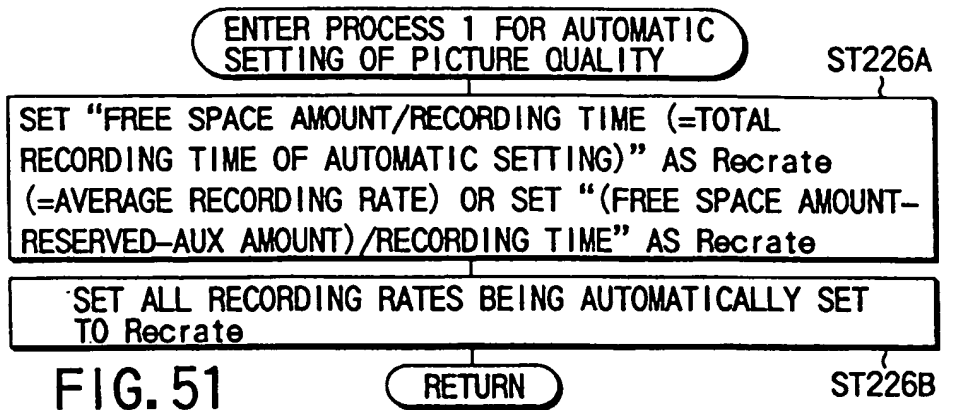 ENTER PROCESS 1 FOR AUTOMATIC
SETTING OF PICTURE QUALITY
ST226A
SET “FREE SPACE AMOUNT/RECORDING TIME (=TOTAL
RECORDING TIME OF AUTOMATIC SETTING)” AS Recrate
(=AVERAGE RECORDING RATE) OR SET “(FREE SPACE AMOUNT–
RESERVED–AUX AMOUNT)/RECORDING TIME” AS Recrate
SET ALL RECORDING RATES BEING AUTOMATICALLY SET
TO Recrate
ST226B
RETURN
FIG. 51